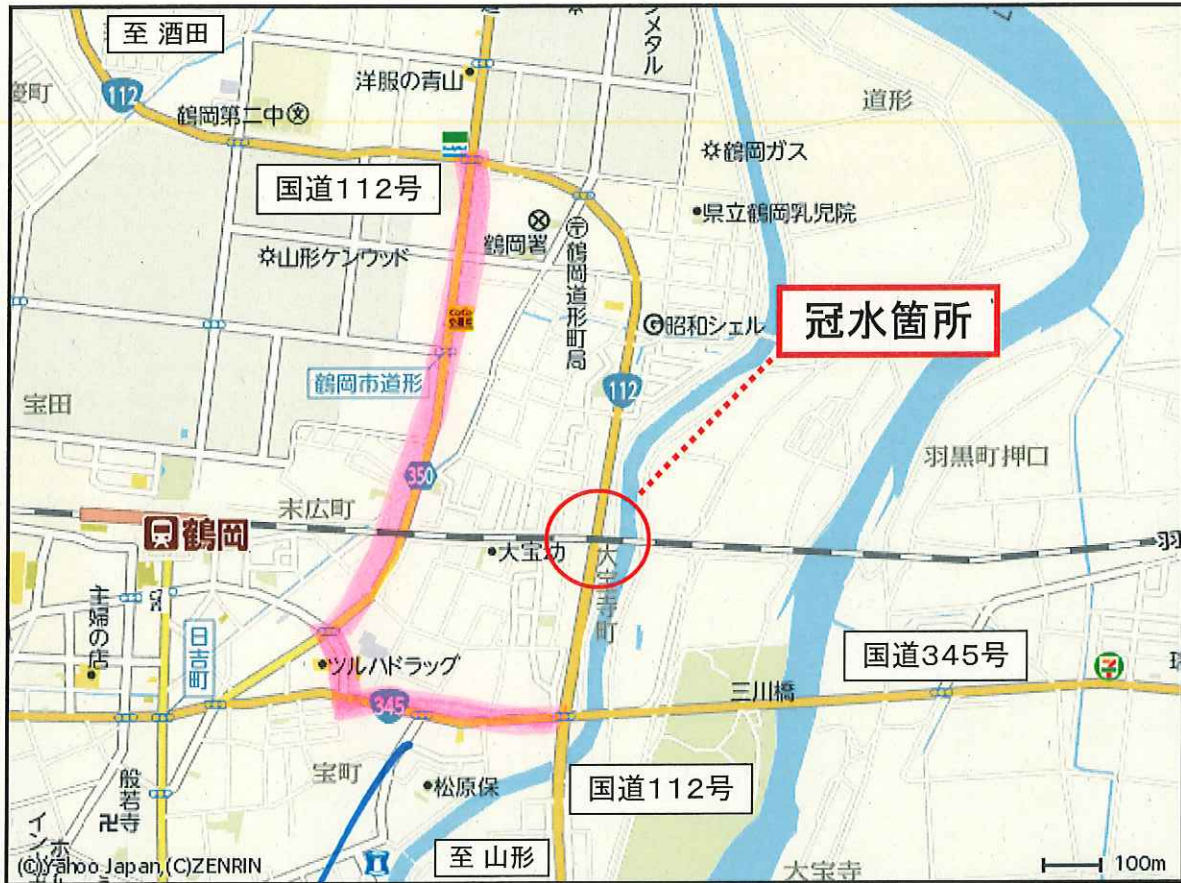 至 酒田
洋服の青山
メタル
道形
112
鶴岡第二中
鶴岡ガス
国道112号
県立鶴岡乳児院
鶴岡署
鶴岡道形町局
山形ケンウッド
冠水箇所
昭和シェル
鶴岡市道形
112
宝田
羽黒町押口
350
末広町
鶴岡
大宝幼
羽
大宝寺町
主婦の店
日吉町
国道345号
ツルハドラッグ
三川橋
345
宝町
国道112号
松原保
般若寺
至 山形
大宝寺
(C)Yahoo Japan,(C)ZENRIN
100m